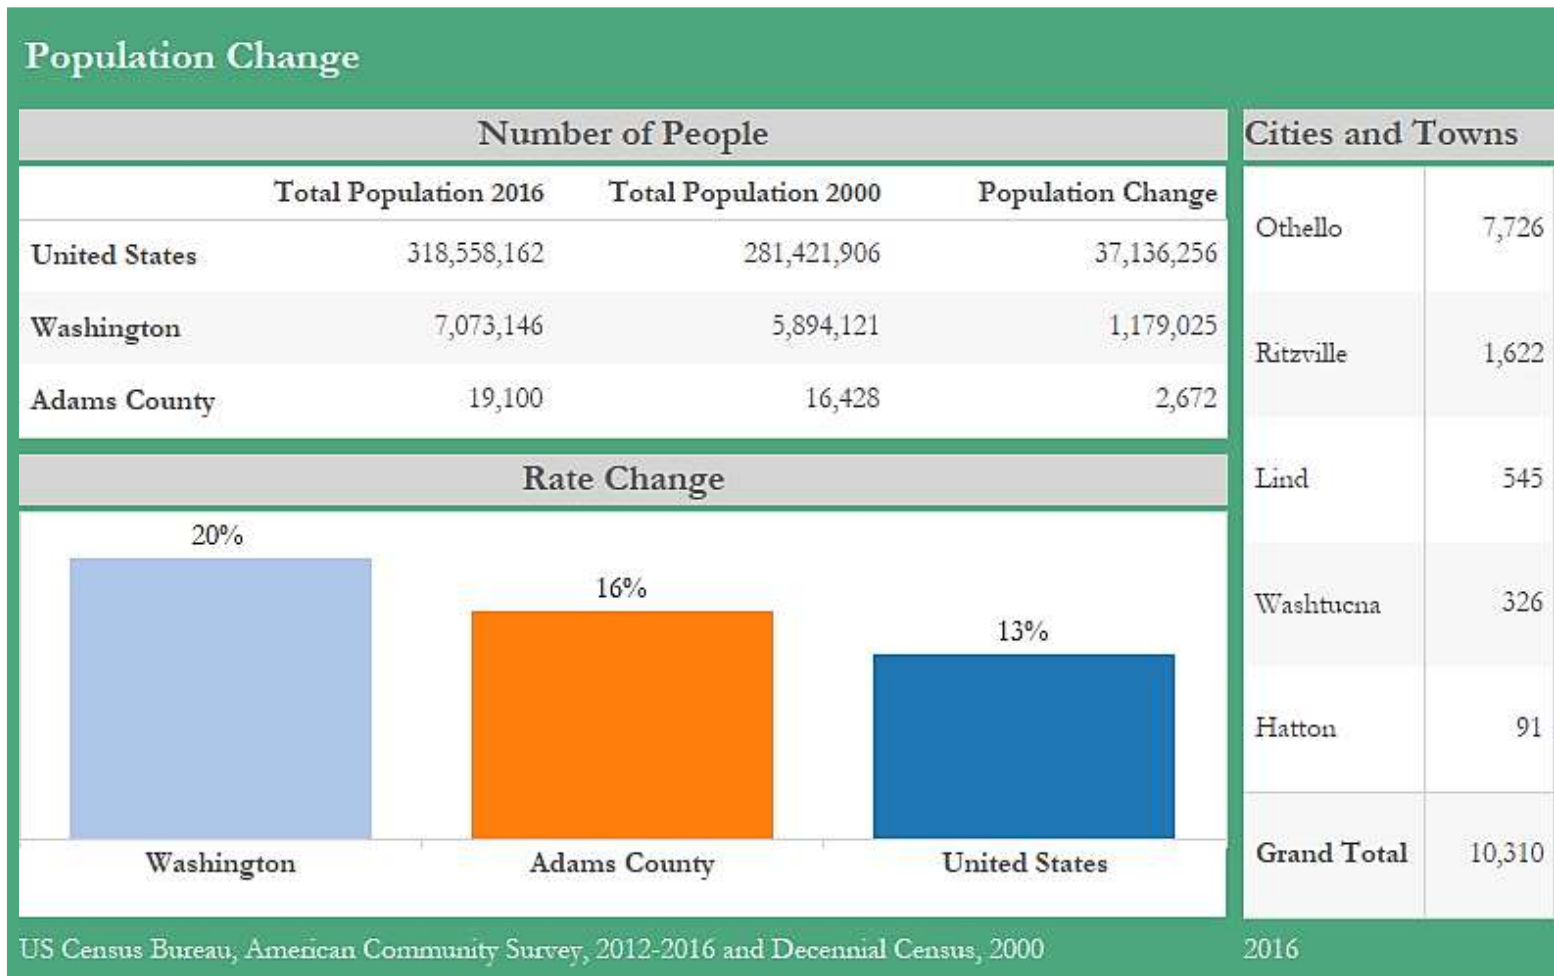 Population Change
Number of People
Total Population 2016 Total Population 2000 Population Change
United States 318,558,162 281,421,906 37,136,256
Washington 7,073,146 5,894,121 1,179,025
Adams County 19,100 16,428 2,672
Rate Change
20%
16%
13%
Washington Adams County United States
US Census Bureau, American Community Survey, 2012-2016 and Decennial Census, 2000
Cities and Towns
Othello 7,726
Ritzville 1,622
Lind 545
Washtucna 326
Hatton 91
Grand Total 10,310
2016